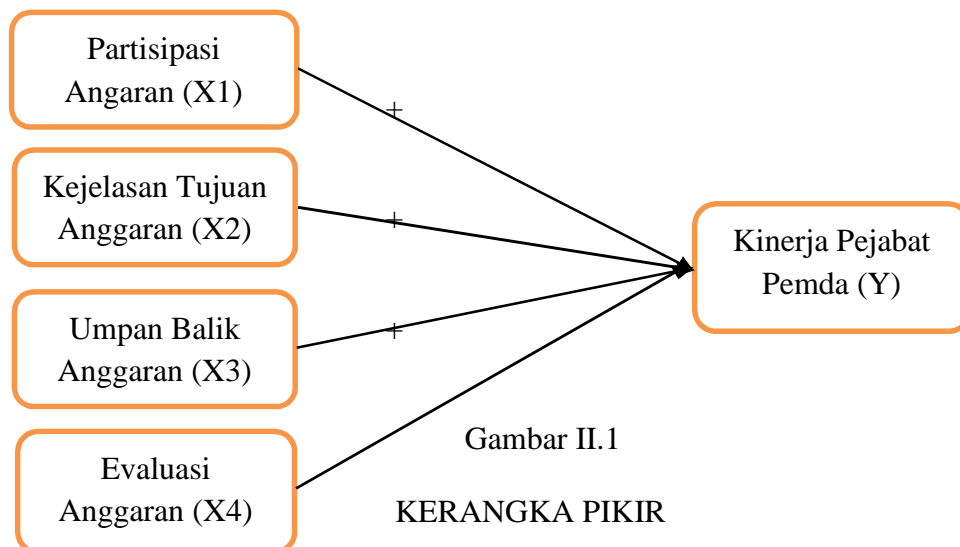 Partisipasi
Angaran (X1)
+
Kejelasan Tujuan
Anggaran (X2)
+
Kinerja Pejabat
Pemda (Y)
Umpan Balik
Anggaran (X3)
+
Evaluasi
Anggaran (X4)
Gambar II.1
KERANGKA PIKIR